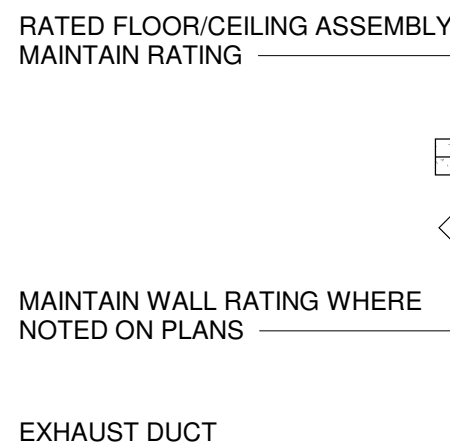 RATED FLOOR/CEILING ASSEMBLY
MAINTAIN RATING
MAINTAIN WALL RATING WHERE
NOTED ON PLANS
EXHAUST DUCT